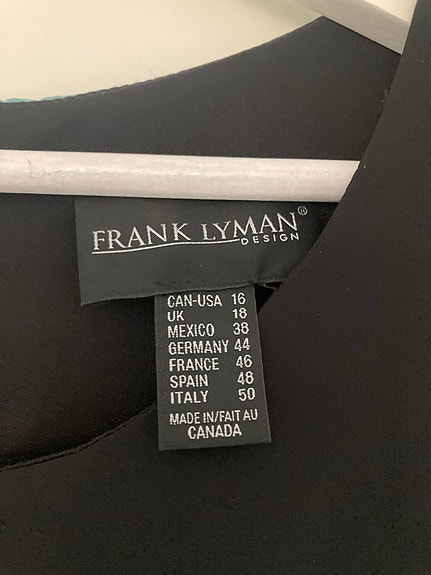 FRANK LYMAN®
DESIGN
CAN-USA 16
UK 18
MEXICO 38
GERMANY 44
FRANCE 46
SPAIN 48
ITALY 50
MADE IN/FAIT AU
CANADA